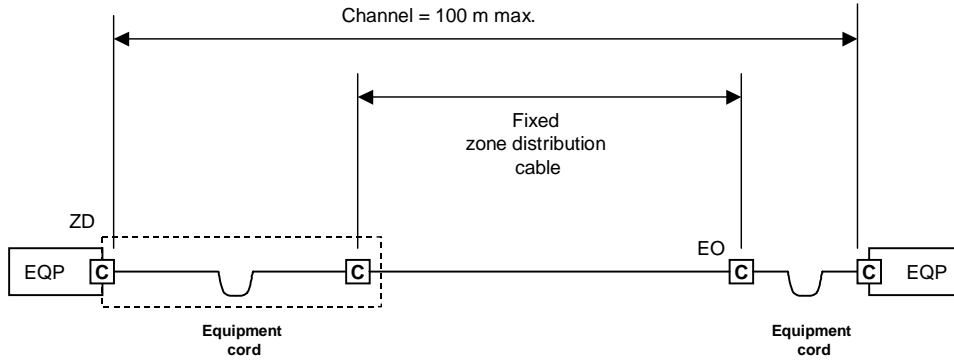 Channel = 100 m max.
Fixed
zone distribution
cable
ZD
EO
EQP
C
C
C
C
EQP
Equipment
cord
Equipment
cord